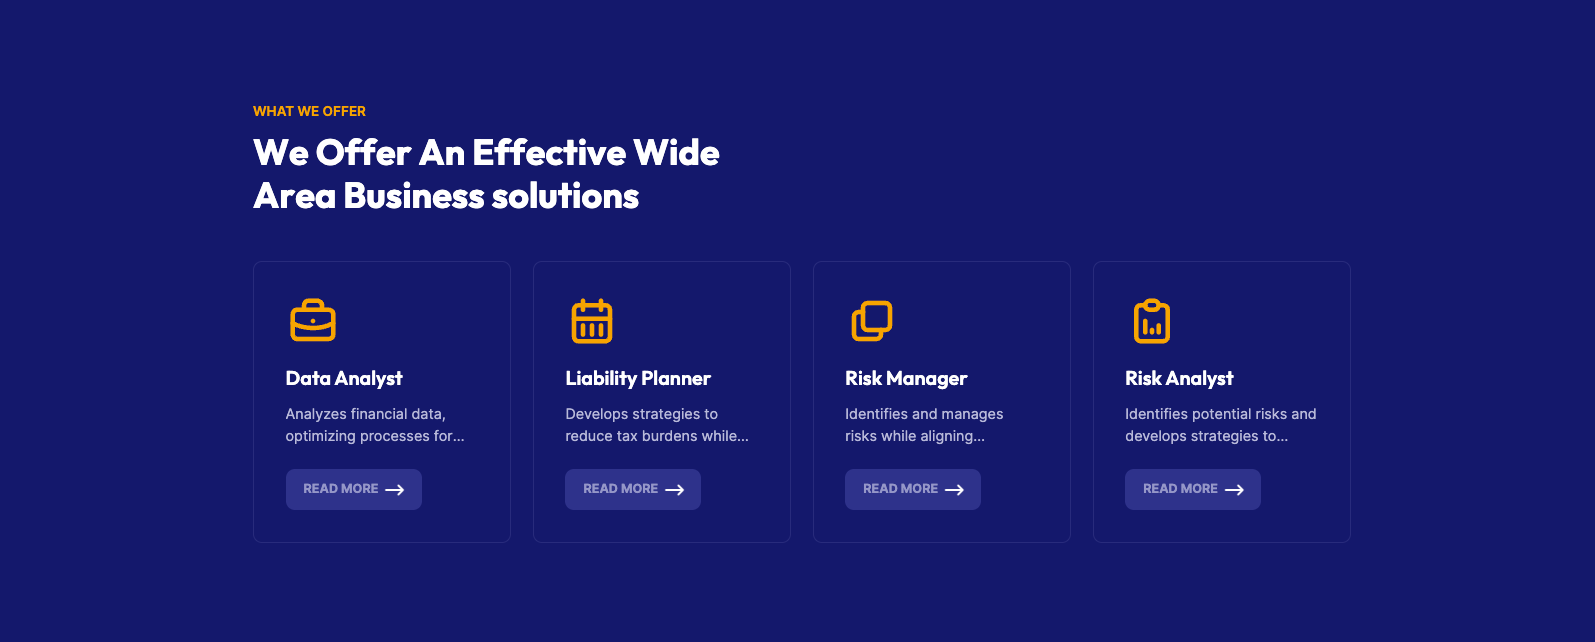 WHAT WE OFFER
We Offer An Effective Wide
Area Business solutions
Data Analyst
Analyzes financial data,
optimizing processes for...
READ MORE
Liability Planner
Develops strategies to
reduce tax burdens while...
READ MORE
Risk Manager
Identifies and manages
risks while aligning...
READ MORE
Risk Analyst
Identifies potential risks and
develops strategies to...
READ MORE